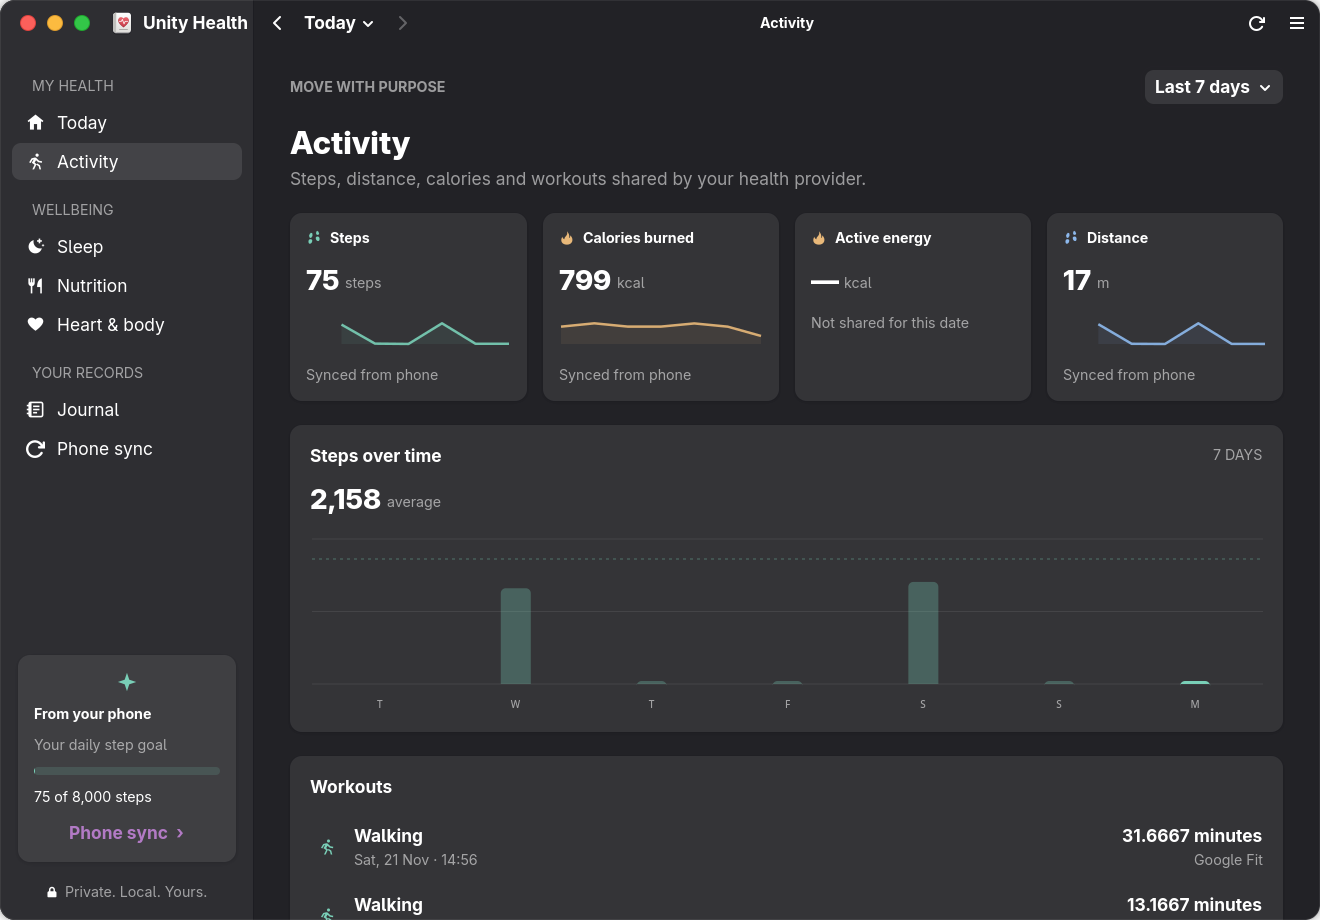 Unity Health
Today
Activity
MY HEALTH
Today
Activity
WELLBEING
Sleep
Nutrition
Heart & body
YOUR RECORDS
Journal
Phone sync
From your phone
Your daily step goal
75 of 8,000 steps
Phone sync ›
Private. Local. Yours.
MOVE WITH PURPOSE
Last 7 days
Activity
Steps, distance, calories and workouts shared by your health provider.
Steps
75 steps
Synced from phone
Calories burned
799 kcal
Synced from phone
Active energy
— kcal
Not shared for this date
Distance
17 m
Synced from phone
Steps over time
7 DAYS
2,158 average
T W T F S S M
Workouts
Walking
31.6667 minutes
Sat, 21 Nov · 14:56
Google Fit
Walking
13.1667 minutes